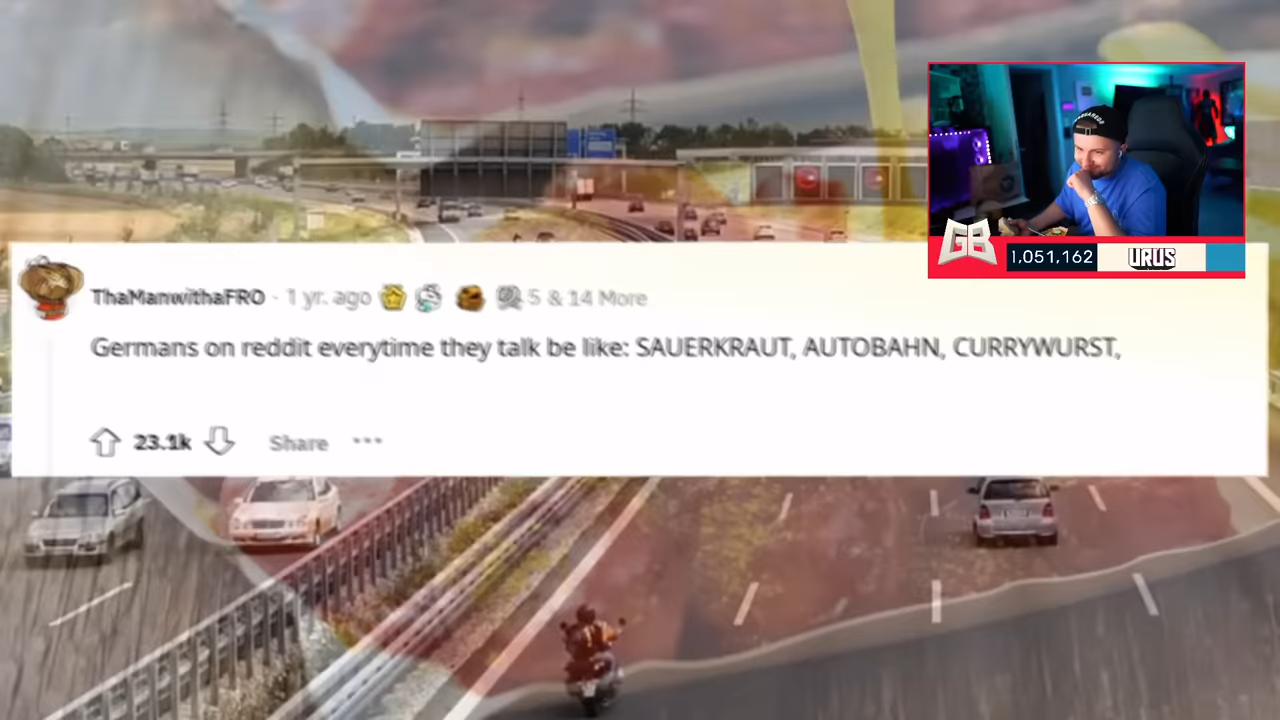 ThaManwithaFRO · 1 yr. ago 5 & 14 More
Germans on reddit everytime they talk be like: SAUERKRAUT, AUTOBAHN, CURRYWURST,
23.1k Share •••
GB 1,051,162 URUS